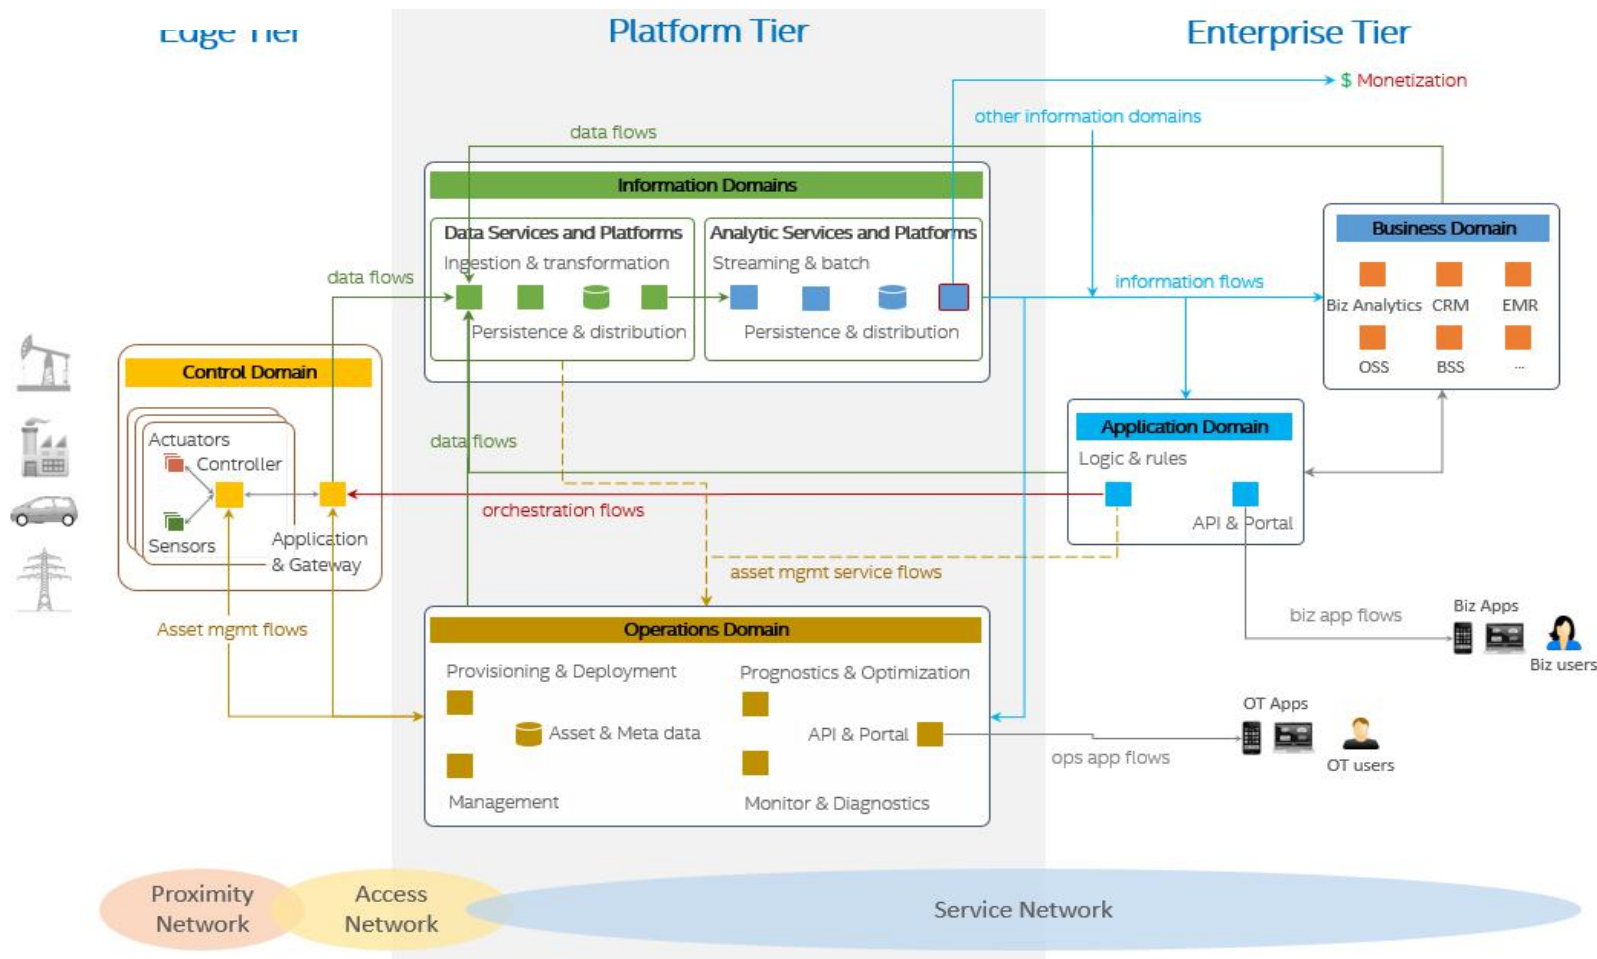 Edge Tier
Platform Tier
Enterprise Tier
$ Monetization
other information domains
data flows
Information Domains
Data Services and Platforms
Analytic Services and Platforms
Business Domain
Ingestion & transformation
Streaming & batch
data flows
information flows
Biz Analytics
CRM
EMR
Persistence & distribution
Persistence & distribution
OSS
BSS
...
Control Domain
Application Domain
Actuators
data flows
Logic & rules
Controller
orchestration flows
API & Portal
Sensors
Application
& Gateway
asset mgmt service flows
Asset mgmt flows
Operations Domain
biz app flows
Biz Apps
Biz users
Provisioning & Deployment
Prognostics & Optimization
Asset & Meta data
API & Portal
OT Apps
ops app flows
OT users
Management
Monitor & Diagnostics
Proximity
Network
Access
Network
Service Network